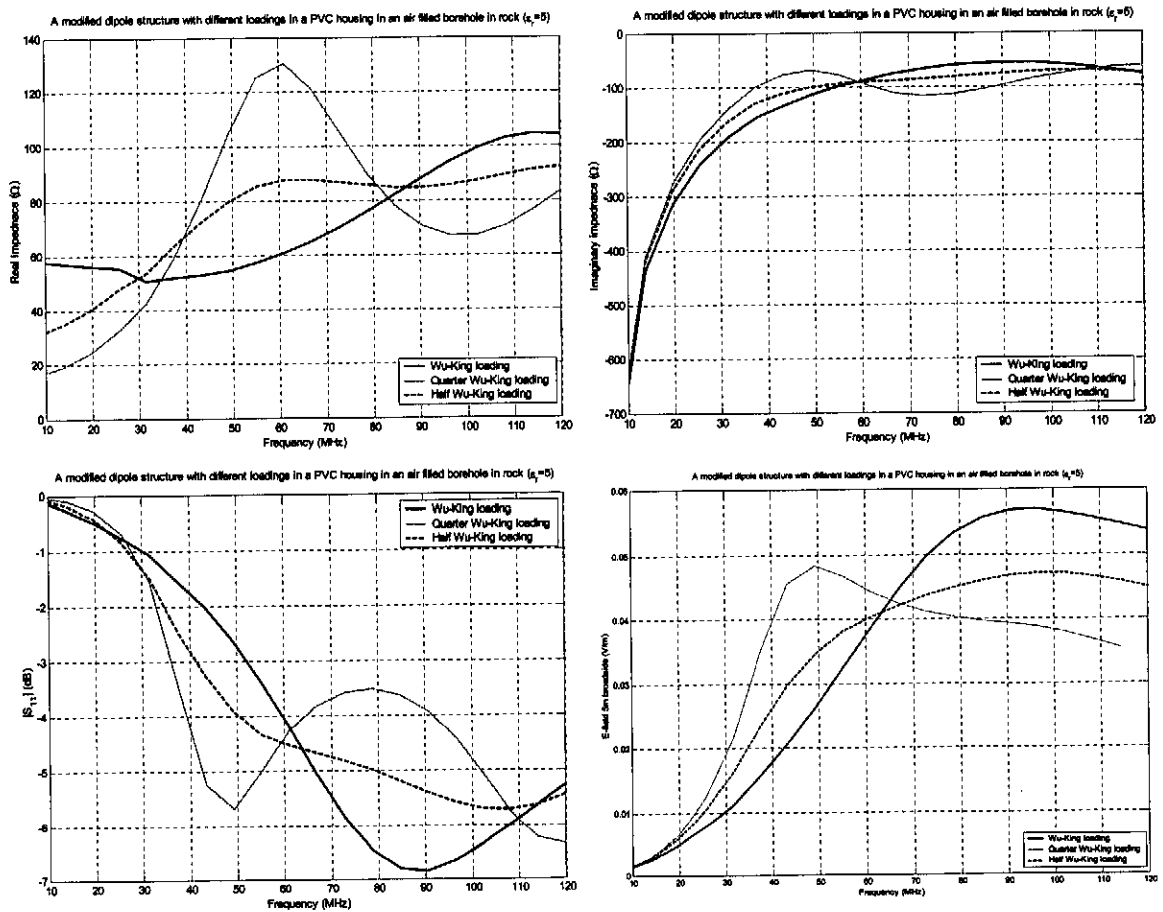 A modified dipole structure with different loadings in a PVC housing in an air filled borehole in rock (εr=5)
Real Impedance (Ω)
140
120
100
80
60
40
20
0
Wu-King loading
Quarter Wu-King loading
Half Wu-King loading
10 20 30 40 50 60 70 80 90 100 110 120
Frequency (MHz)
A modified dipole structure with different loadings in a PVC housing in an air filled borehole in rock (εr=5)
Imaginary impedance (Ω)
0
-100
-200
-300
-400
-500
-600
-700
Wu-King loading
Quarter Wu-King loading
Half Wu-King loading
10 20 30 40 50 60 70 80 90 100 110 120
Frequency (MHz)
A modified dipole structure with different loadings in a PVC housing in an air filled borehole in rock (εr=5)
|S11| (dB)
0
-1
-2
-3
-4
-5
-6
-7
Wu-King loading
Quarter Wu-King loading
Half Wu-King loading
10 20 30 40 50 60 70 80 90 100 110 120
Frequency (MHz)
A modified dipole structure with different loadings in a PVC housing in an air filled borehole in rock (εr=5)
E-field 5m broadside (V/m)
0.06
0.05
0.04
0.03
0.02
0.01
0
Wu-King loading
Quarter Wu-King loading
Half Wu-King loading
10 20 30 40 50 60 70 80 90 100 110 120
Frequency (MHz)